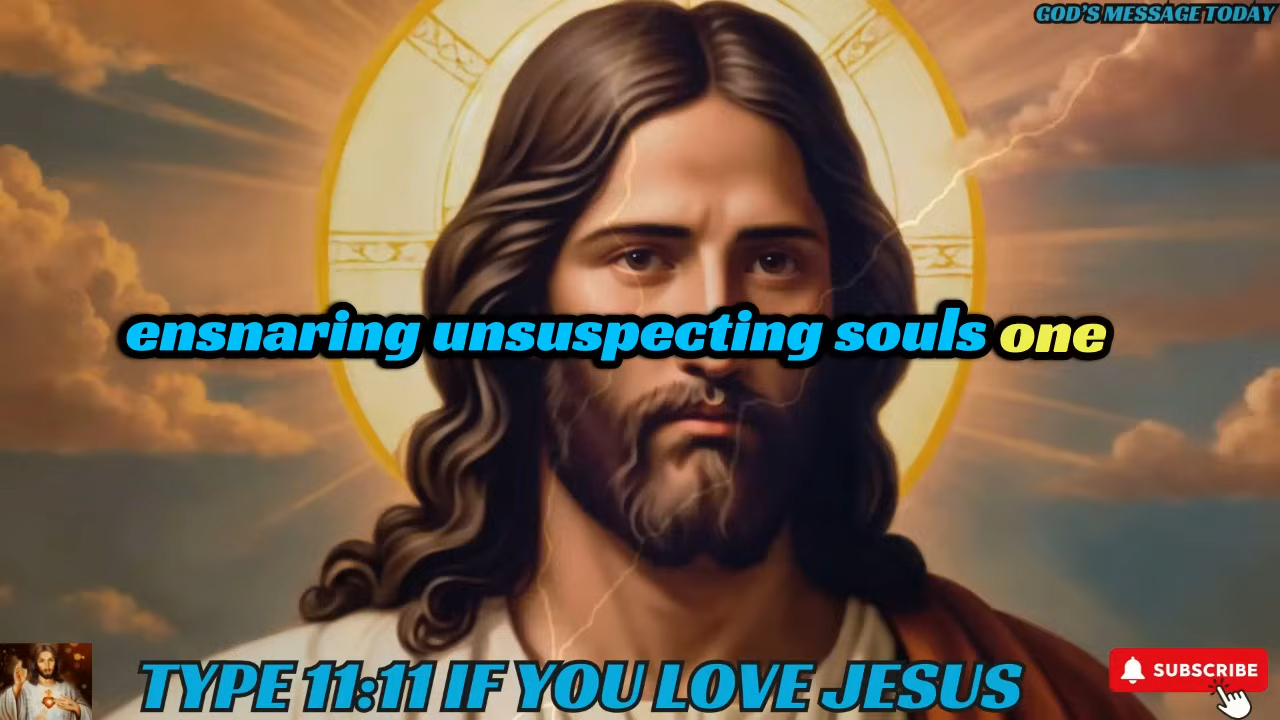 GOD'S MESSAGE TODAY
ensnaring unsuspecting souls one
TYPE 11:11 IF YOU LOVE JESUS
SUBSCRIBE